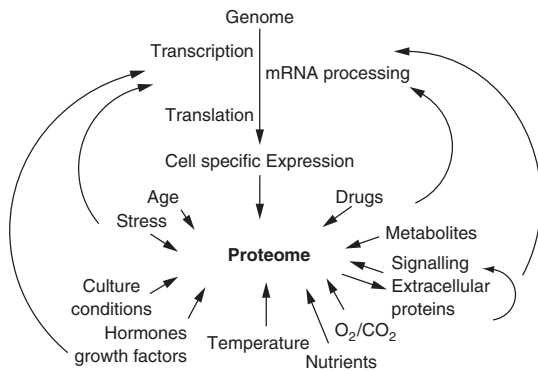 Genome
Transcription
mRNA processing
Translation
Cell specific Expression
Age
Drugs
Stress
Metabolites
Proteome
Signalling
Extracellular
proteins
Culture
conditions
Hormones
growth factors
Temperature
O₂/CO₂
Nutrients